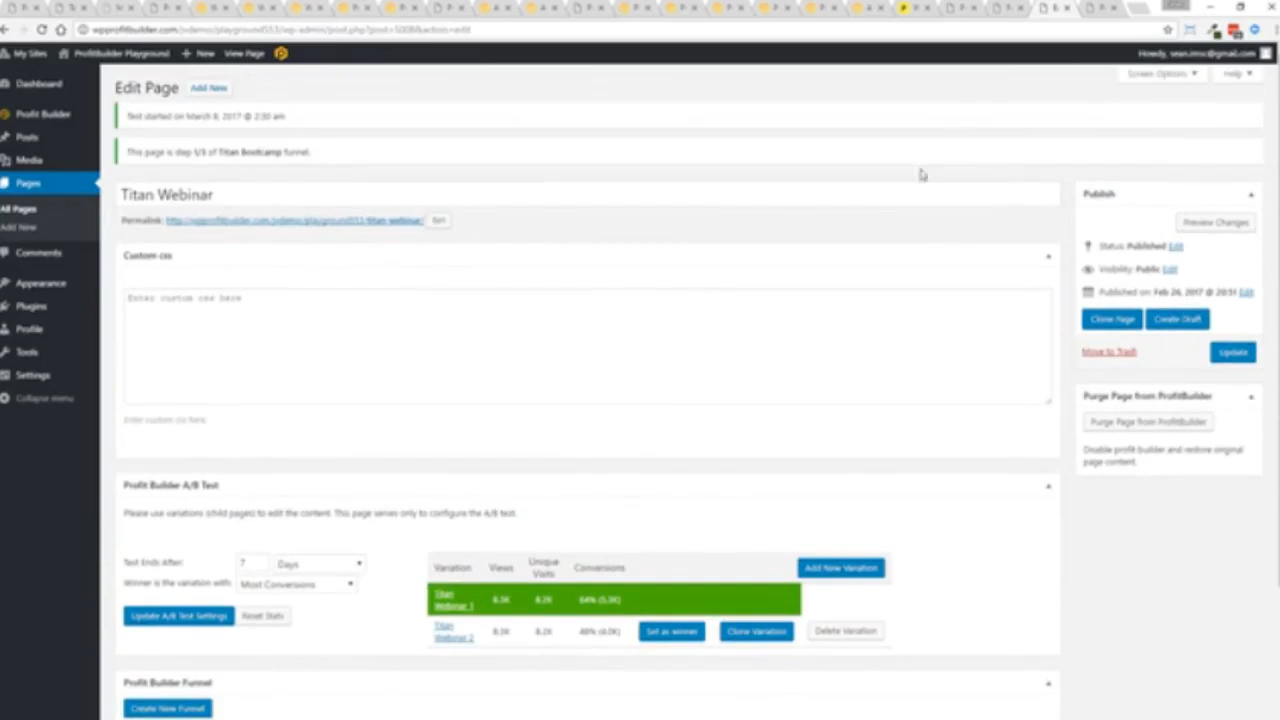 wpprofitbuilder.com
My Sites
ProfitBuilder Playground
New
View Page
Howdy, sean.imsc@gmail.com
Screen Options
Help
Dashboard
Profit Builder
Posts
Media
Pages
All Pages
Add New
Comments
Appearance
Plugins
Profile
Tools
Settings
Collapse menu
Edit Page
Add New
Test started on March 8, 2017 @ 2:30 am
This page is step 1/3 of Titan Bootcamp funnel.
Titan Webinar
Permalink:
Edit
Custom css
Enter custom css here
Enter custom css here.
Profit Builder A/B Test
Please use variations (child pages) to edit the content. This page serves only to configure the A/B test.
Test Ends After:
7
Days
Winner is the variation with:
Most Conversions
Update A/B Test Settings
Reset Stats
Variation
Views
Unique Visits
Conversions
Add New Variation
Titan Webinar 1
8.3K
8.2K
64% (5.3K)
Titan Webinar 2
8.3K
8.2K
48% (4.0K)
Set as winner
Clone Variation
Delete Variation
Profit Builder Funnel
Create New Funnel
Publish
Preview Changes
Status: Published Edit
Visibility: Public Edit
Published on: Feb 26, 2017 @ 20:51 Edit
Clone Page
Create Draft
Move to Trash
Update
Purge Page from ProfitBuilder
Purge Page from ProfitBuilder
Disable profit builder and restore original
page content.